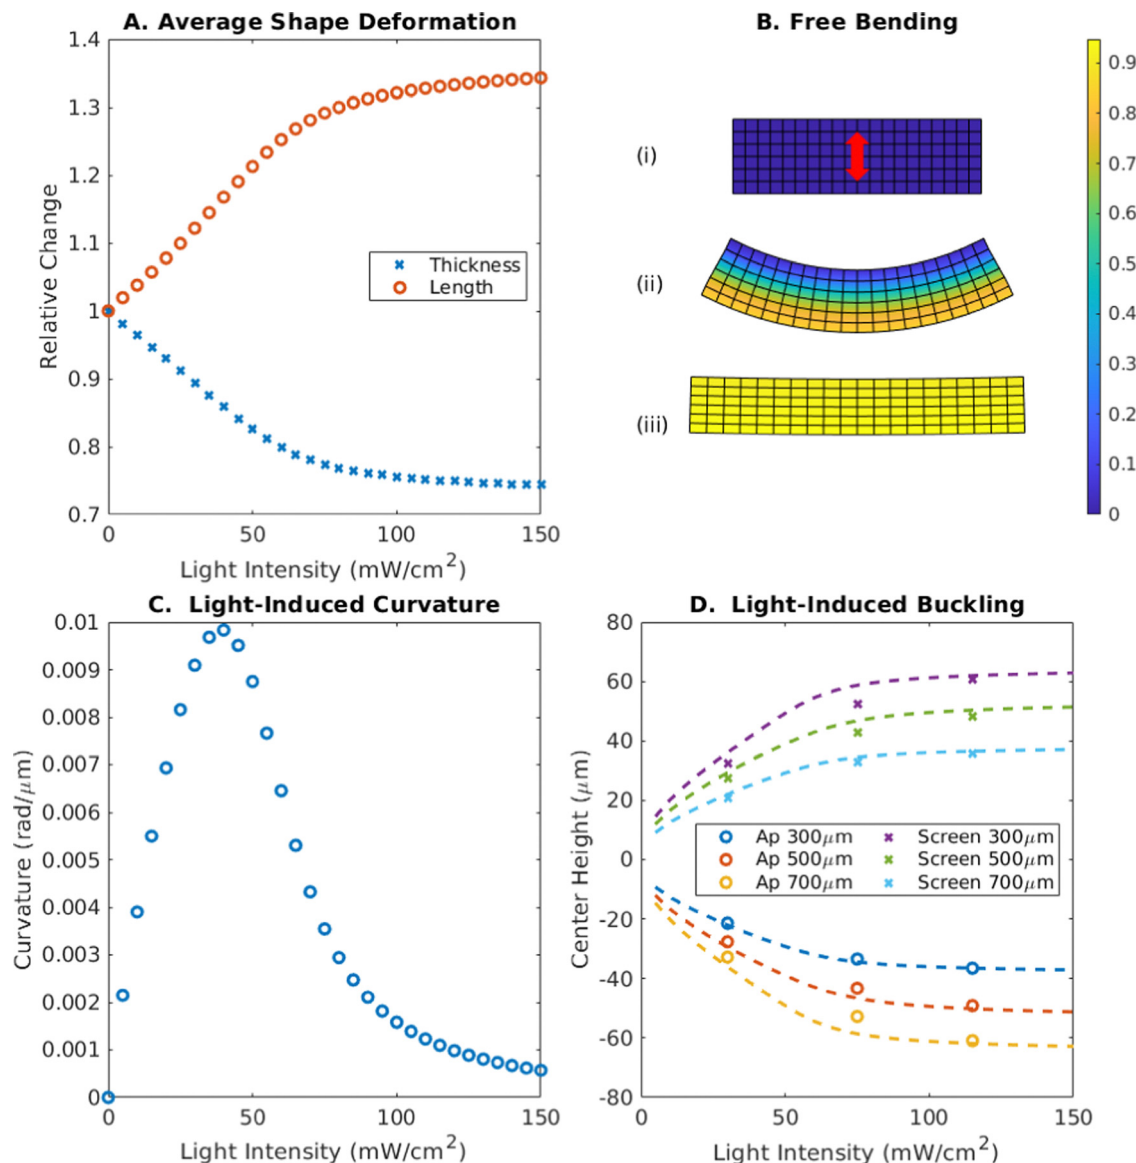 A. Average Shape Deformation
1.4
1.3
1.2
1.1
1
0.9
0.8
0.7
Relative Change
× Thickness
o Length
0 50 100 150
Light Intensity (mW/cm²)
B. Free Bending
(i)
(ii)
(iii)
0.9
0.8
0.7
0.6
0.5
0.4
0.3
0.2
0.1
0
C. Light-Induced Curvature
0.01
0.009
0.008
0.007
0.006
0.005
0.004
0.003
0.002
0.001
0
Curvature (rad/μm)
0 50 100 150
Light Intensity (mW/cm²)
D. Light-Induced Buckling
80
60
40
20
0
-20
-40
-60
-80
Center Height (μm)
Ap 300μm
Ap 500μm
Ap 700μm
Screen 300μm
Screen 500μm
Screen 700μm
0 50 100 150
Light Intensity (mW/cm²)